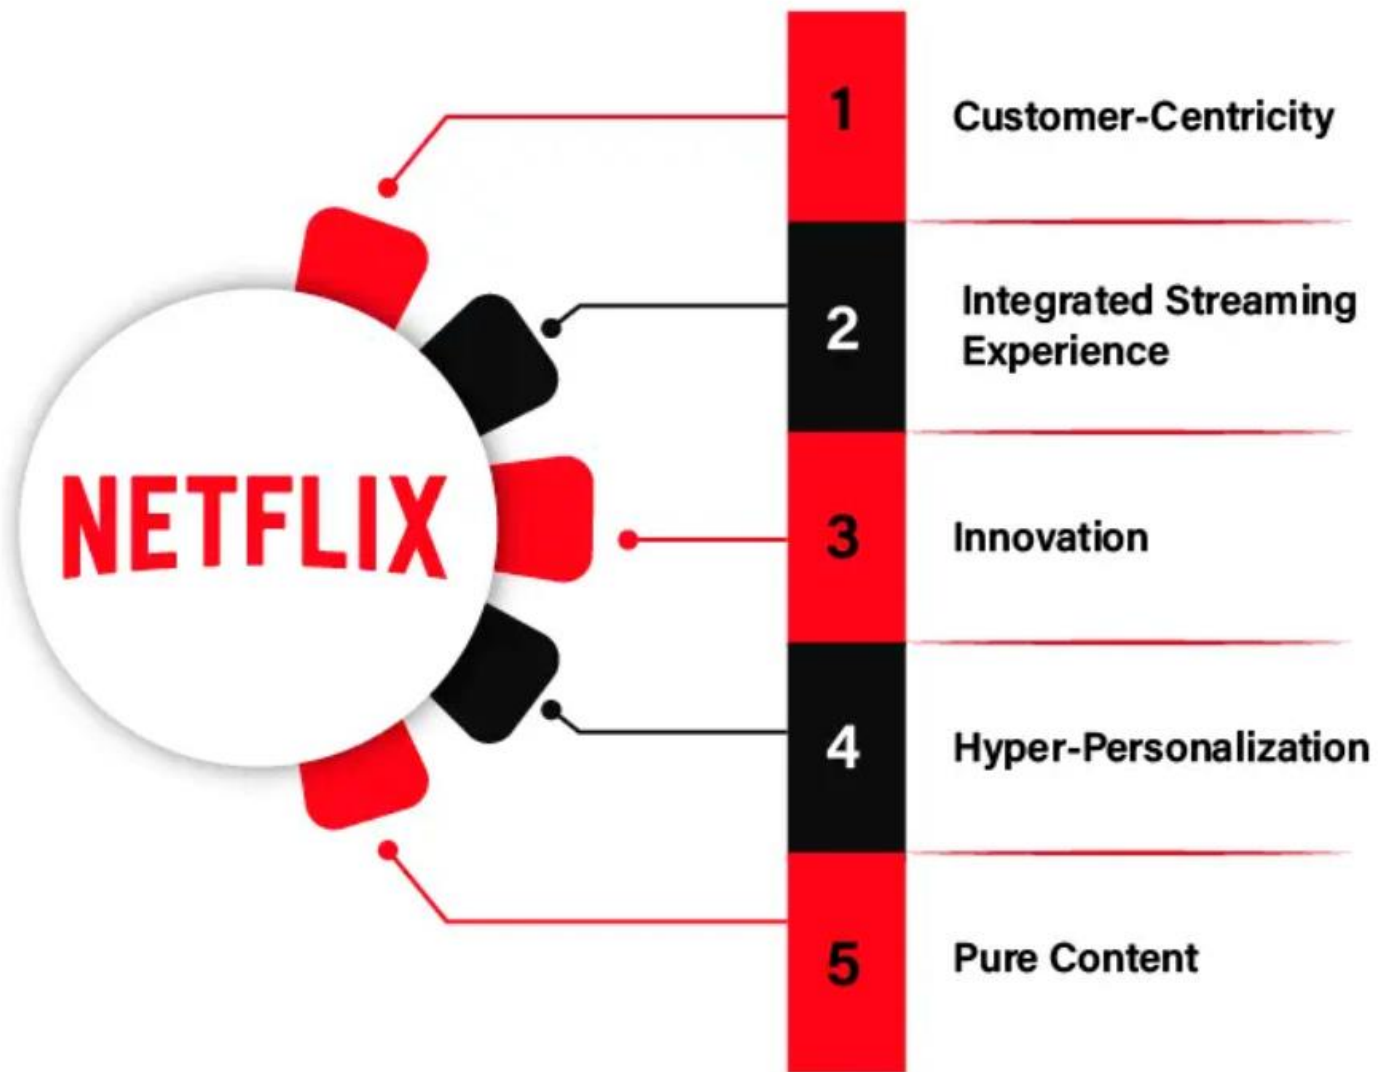 NETFLIX
1
Customer-Centricity
2
Integrated Streaming
Experience
3
Innovation
4
Hyper-Personalization
5
Pure Content